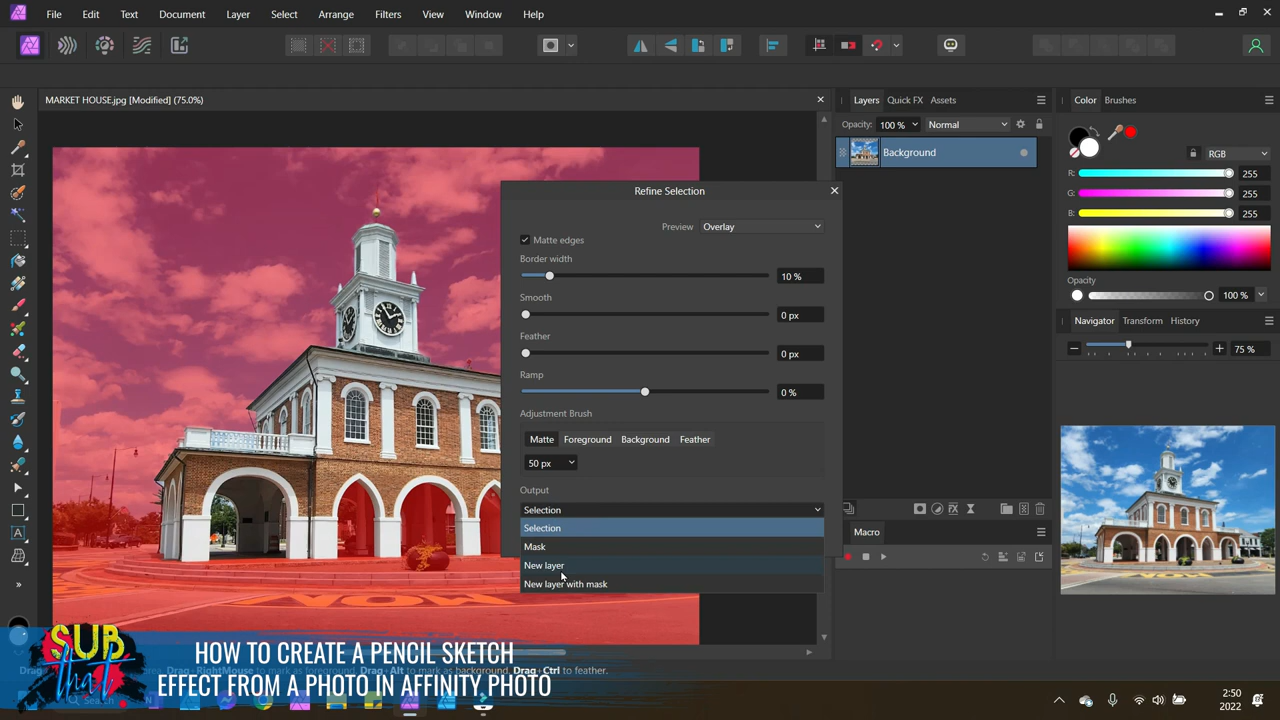 File Edit Text Document Layer Select Arrange Filters View Window Help
MARKET HOUSE.jpg [Modified] (75.0%)
Layers Quick FX Assets
Color Brushes
Opacity: 100 % Normal
RGB
Background
R: 255
G: 255
B: 255
Opacity
100 %
Refine Selection
Preview Overlay
Matte edges
Border width
10 %
Smooth
0 px
Feather
0 px
Ramp
0 %
Adjustment Brush
Matte Foreground Background Feather
50 px
Output
Selection
Selection
Mask
New layer
New layer with mask
Navigator Transform History
75 %
Macro
NOW
SUB
that
HOW TO CREATE A PENCIL SKETCH
EFFECT FROM A PHOTO IN AFFINITY PHOTO
Drag+RightMouse to mark as foreground, Drag+Alt to mark as background, Drag+Ctrl to feather.
Search
2:50
2022